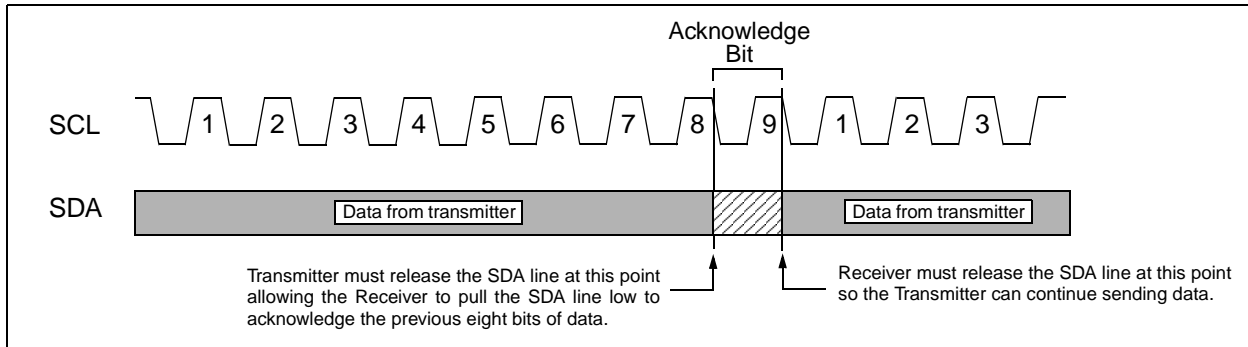 Acknowledge
Bit
SCL
1 2 3 4 5 6 7 8 9 1 2 3
SDA
Data from transmitter
Data from transmitter
Transmitter must release the SDA line at this point
allowing the Receiver to pull the SDA line low to
acknowledge the previous eight bits of data.
Receiver must release the SDA line at this point
so the Transmitter can continue sending data.